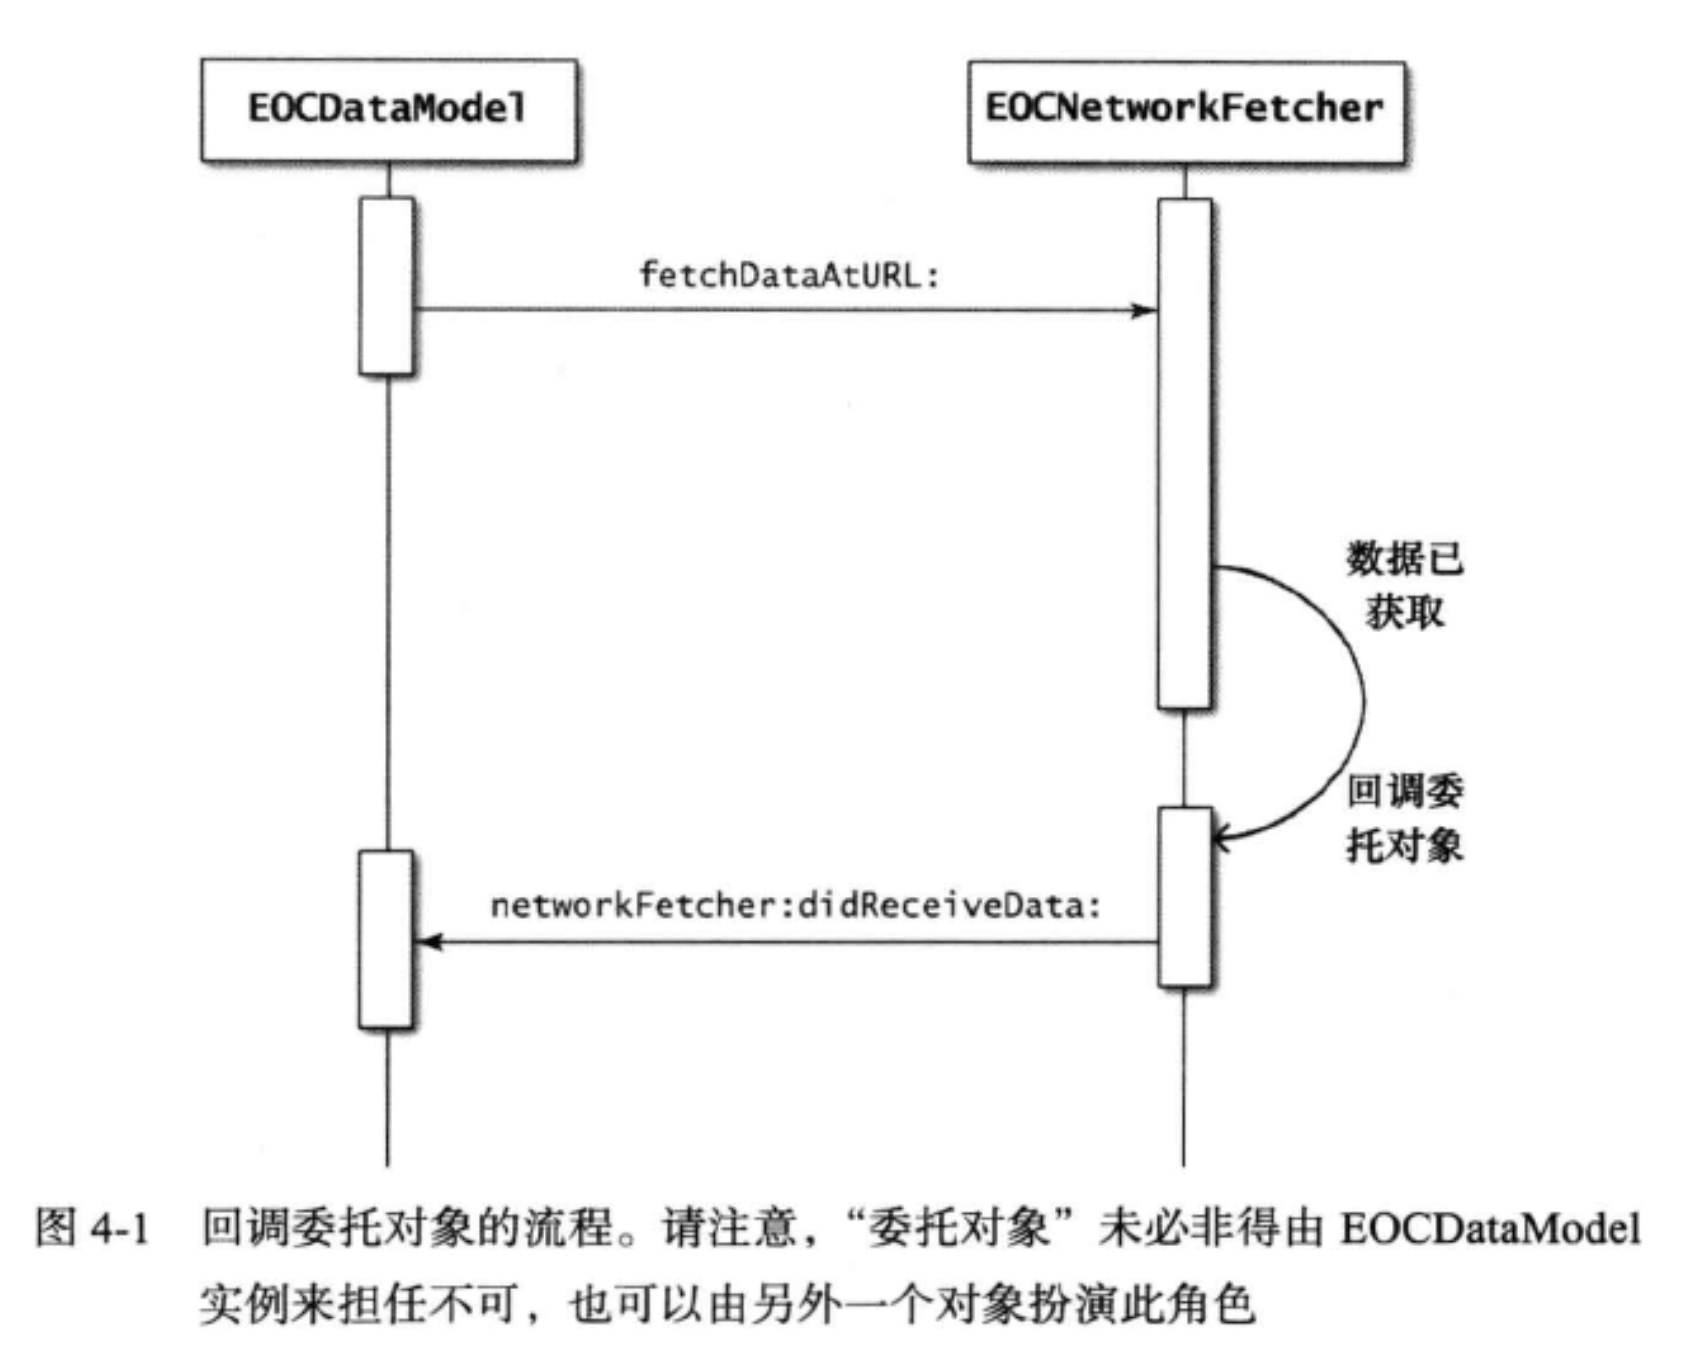 EOCDataModel
EOCNetworkFetcher
fetchDataAtURL:
数据已
获取
回调委
托对象
networkFetcher:didReceiveData:
图 4-1 回调委托对象的流程。请注意，“委托对象”未必非得由 EOCDataModel
实例来担任不可，也可以由另外一个对象扮演此角色